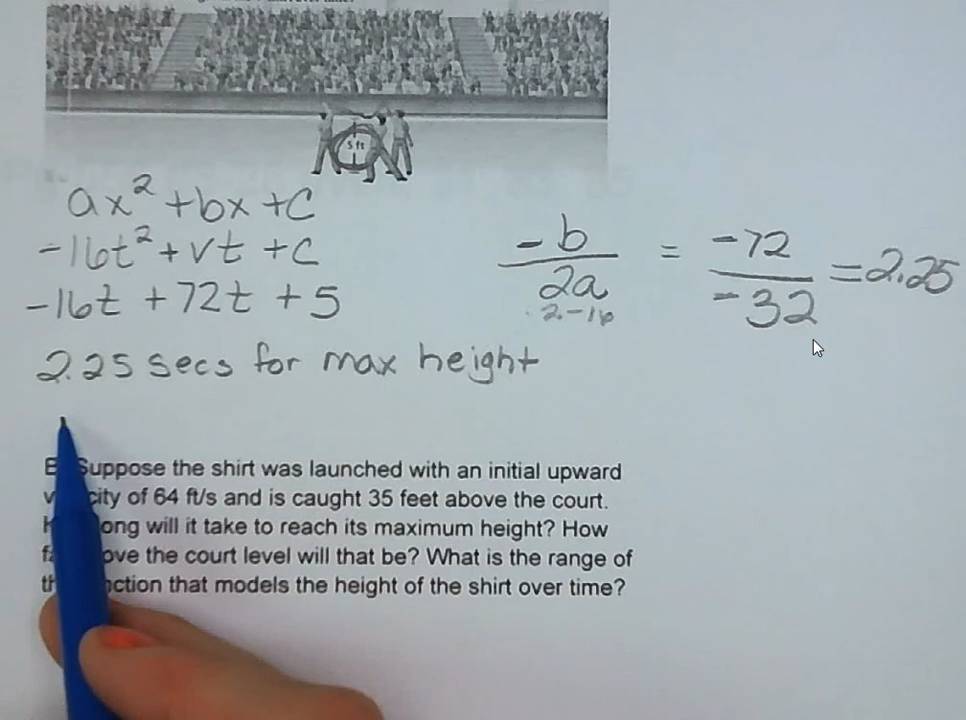 5 ft
ax² + bx + c
-16t² + vt + c
-16t + 72t + 5
-b / 2a = -72 / -32 = 2.25
2·-16
2.25 secs for max height
Suppose the shirt was launched with an initial upward
city of 64 ft/s and is caught 35 feet above the court.
ong will it take to reach its maximum height? How
ove the court level will that be? What is the range of
ction that models the height of the shirt over time?